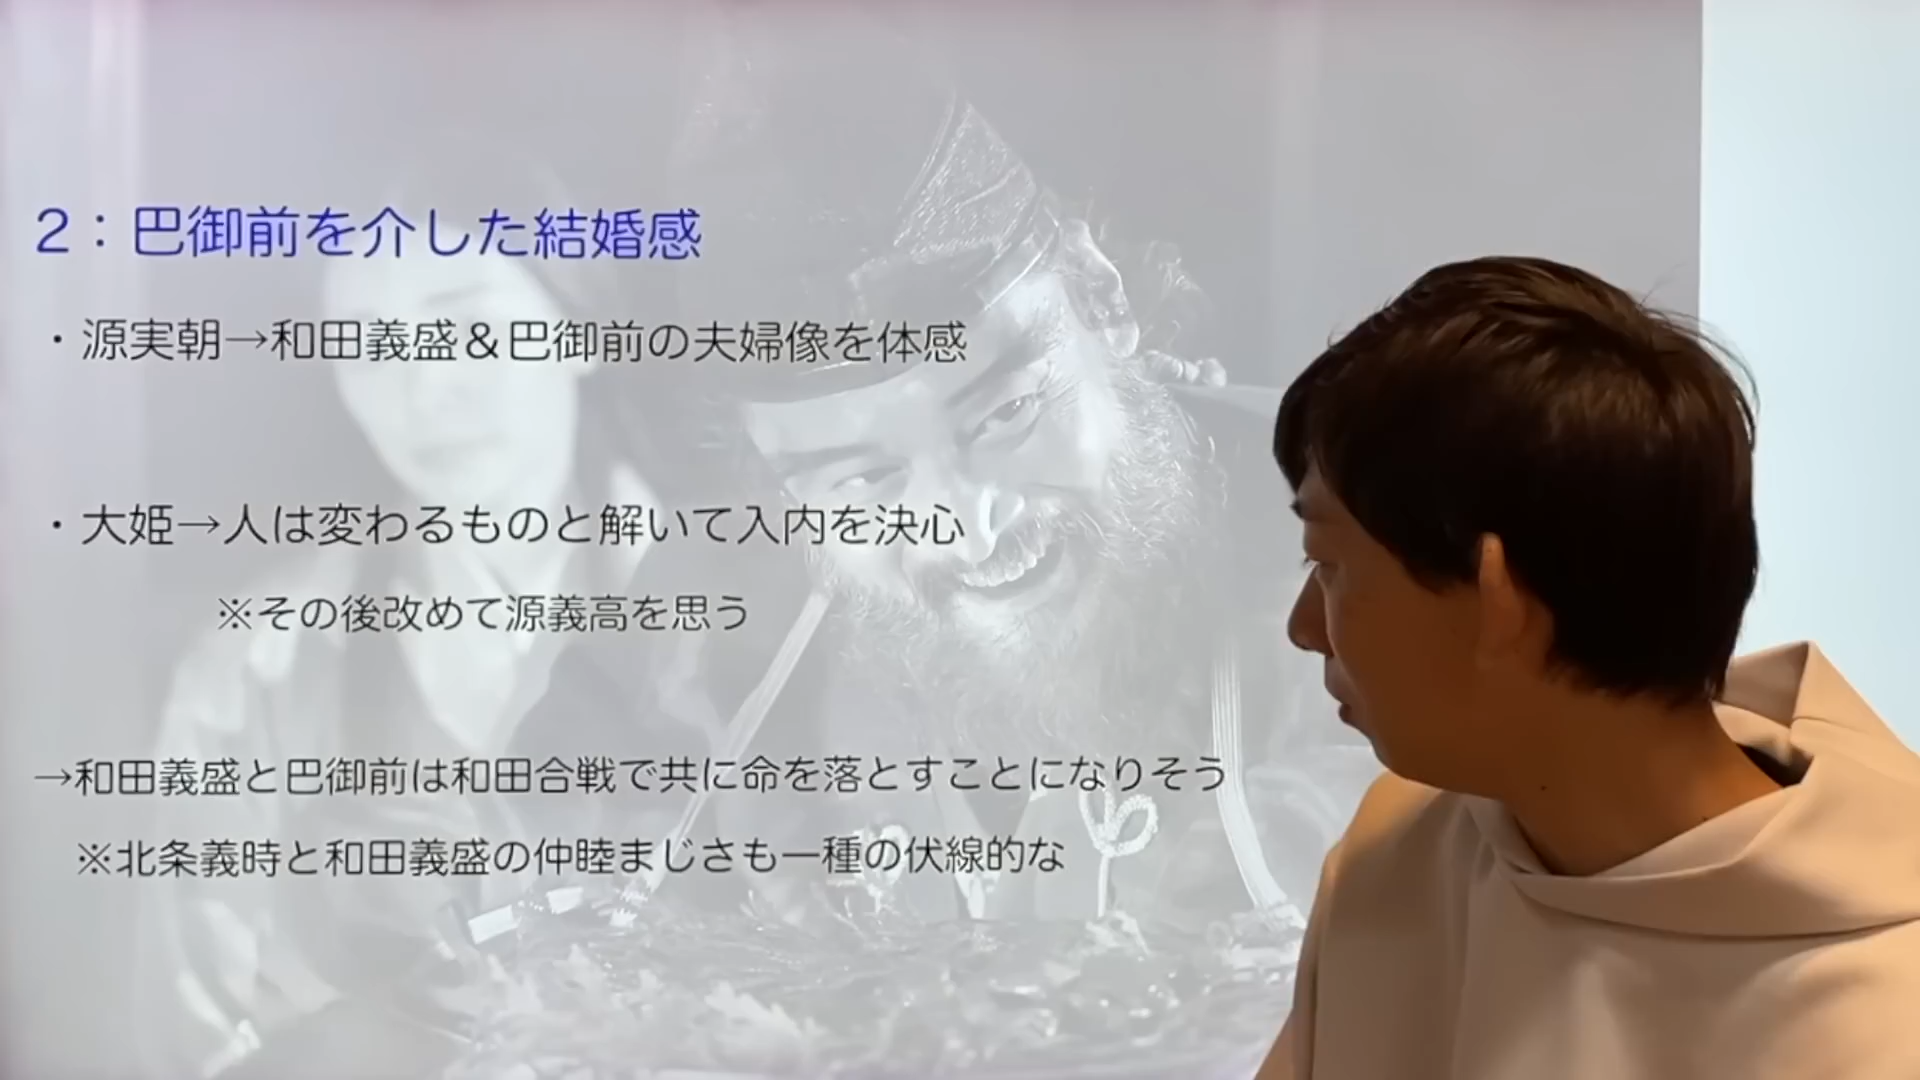 2：巴御前を介した結婚感
・源実朝→和田義盛＆巴御前の夫婦像を体感
・大姫→人は変わるものと解いて入内を決心
※その後改めて源義高を思う
→和田義盛と巴御前は和田合戦で共に命を落とすことになりそう
※北条義時と和田義盛の仲睦まじさも一種の伏線的な